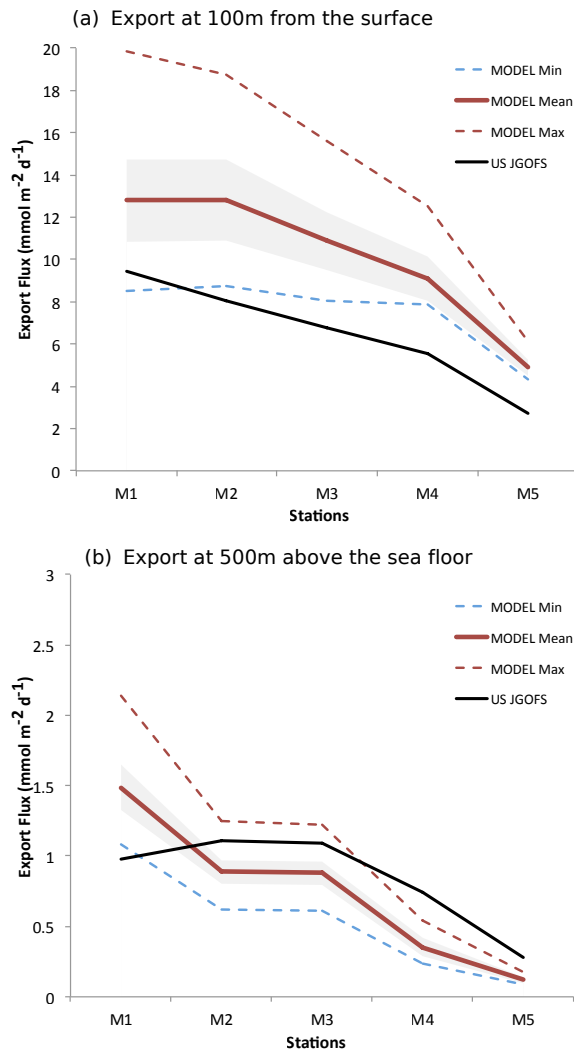 (a) Export at 100m from the surface
20
18
16
14
12
10
8
6
4
2
0
Export Flux (mmol m⁻² d⁻¹)
MODEL Min
MODEL Mean
MODEL Max
US JGOFS
M1 M2 M3 M4 M5
Stations
(b) Export at 500m above the sea floor
3
2.5
2
1.5
1
0.5
0
Export Flux (mmol m⁻² d⁻¹)
MODEL Min
MODEL Mean
MODEL Max
US JGOFS
M1 M2 M3 M4 M5
Stations